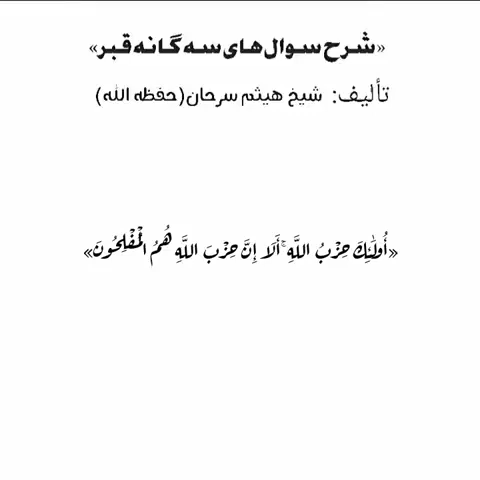 «شرح سوال‌های سه گانه قبر»
تألیف: شیخ هیثم سرحان(حفظه الله)
«أُولَٰئِكَ حِزْبُ اللَّهِ ۚ أَلَا إِنَّ حِزْبَ اللَّهِ هُمُ الْمُفْلِحُونَ»